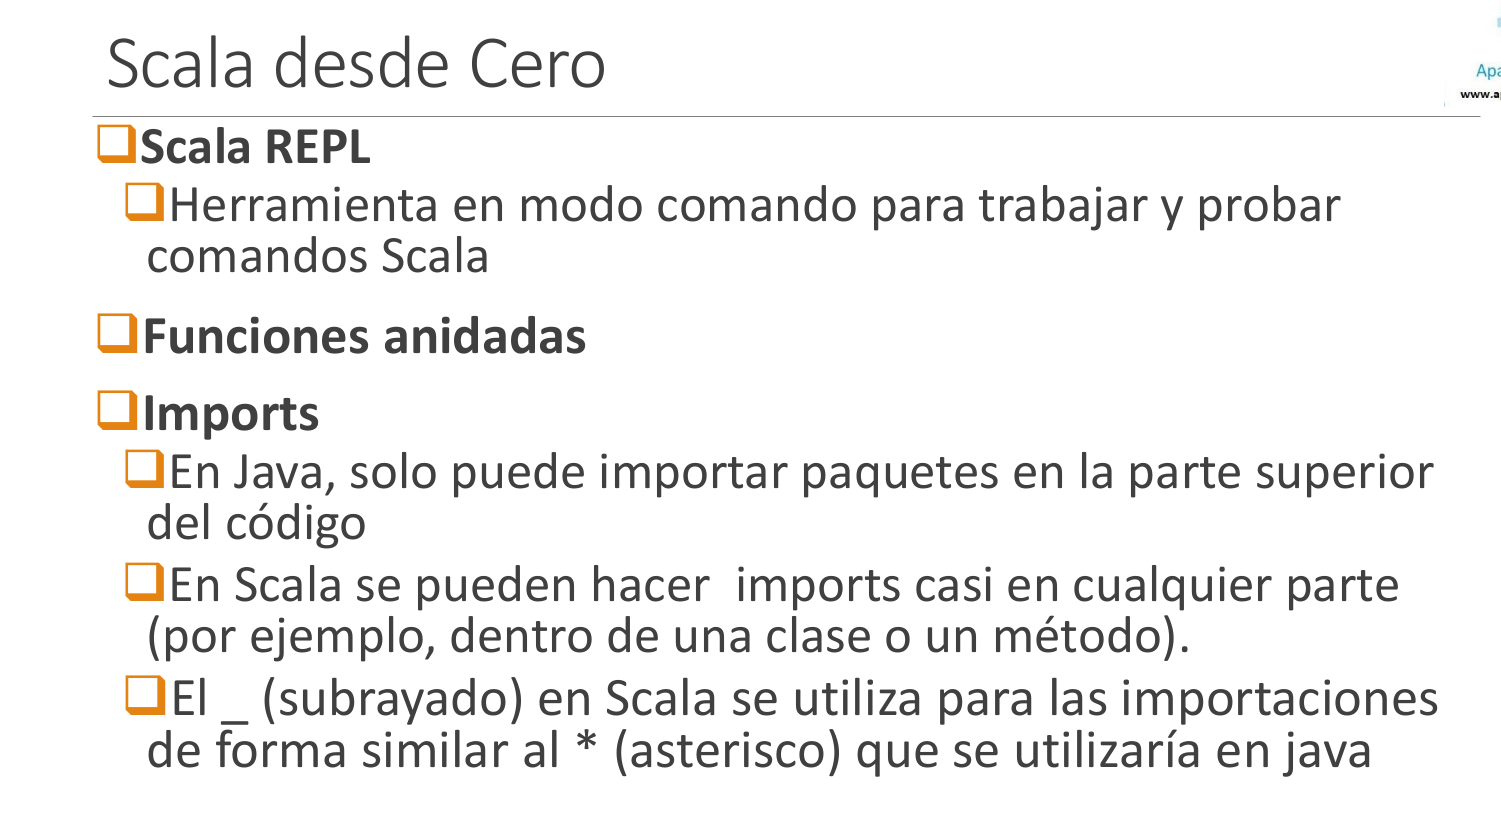 Scala desde Cero
Scala REPL
Herramienta en modo comando para trabajar y probar
comandos Scala
Funciones anidadas
Imports
En Java, solo puede importar paquetes en la parte superior
del código
En Scala se pueden hacer  imports casi en cualquier parte
(por ejemplo, dentro de una clase o un método).
El _ (subrayado) en Scala se utiliza para las importaciones
de forma similar al * (asterisco) que se utilizaría en java